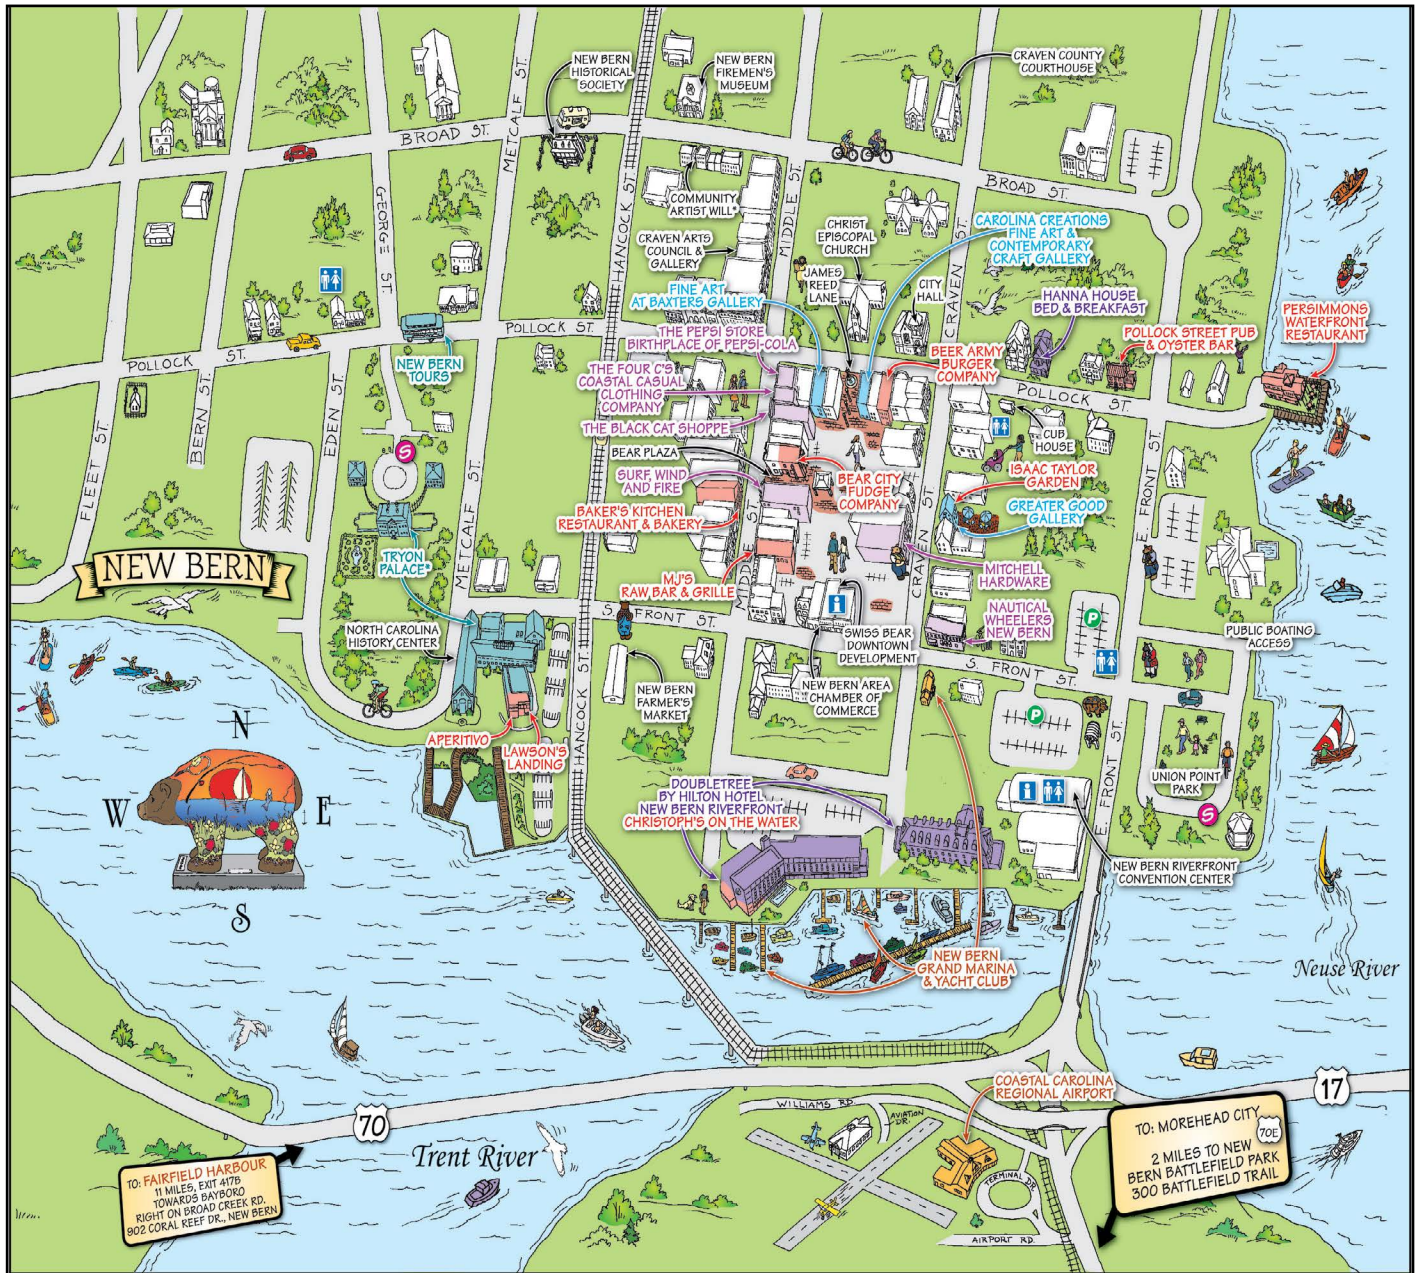 NEW BERN
HISTORICAL
SOCIETY
NEW BERN
FIREMEN'S
MUSEUM
CRAVEN COUNTY
COURTHOUSE
METCALF ST.
BROAD ST.
HANCOCK ST.
MIDDLE ST.
BROAD ST.
GEORGE ST.
COMMUNITY
ARTIST WILL*
CRAVEN ARTS
COUNCIL &
GALLERY
CHRIST
EPISCOPAL
CHURCH
CAROLINA CREATIONS
FINE ART &
CONTEMPORARY
CRAFT GALLERY
CRAVEN ST.
JAMES
REED
LANE
CITY
HALL
FINE ART
AT BAXTERS GALLERY
HANNA HOUSE
BED & BREAKFAST
PERSIMMONS
WATERFRONT
RESTAURANT
POLLOCK ST.
THE PEPSI STORE
BIRTHPLACE OF PEPSI-COLA
POLLOCK STREET PUB
& OYSTER BAR
BEER ARMY
BURGER
COMPANY
POLLOCK ST.
NEW BERN
TOURS
THE FOUR C'S
COASTAL CASUAL
CLOTHING
COMPANY
POLLOCK ST.
BERN ST.
EDEN ST.
FLEET ST.
THE BLACK CAT SHOPPE
CUB
HOUSE
S
BEAR PLAZA
SURF, WIND
AND FIRE
BEAR CITY
FUDGE
COMPANY
ISAAC TAYLOR
GARDEN
GREATER GOOD
GALLERY
E. FRONT ST.
BAKER'S KITCHEN
RESTAURANT & BAKERY
METCALF ST.
MIDDLE ST.
CRAVEN ST.
NEW BERN
TRYON
PALACE*
MJ'S
RAW BAR & GRILLE
MITCHELL
HARDWARE
S. FRONT ST.
i
NAUTICAL
WHEELERS
NEW BERN
P
PUBLIC BOATING
ACCESS
NORTH CAROLINA
HISTORY CENTER
SWISS BEAR
DOWNTOWN
DEVELOPMENT
S. FRONT ST.
NEW BERN
FARMER'S
MARKET
NEW BERN AREA
CHAMBER OF
COMMERCE
HANCOCK ST.
P
APERITIVO
LAWSON'S
LANDING
N
W
E
S
DOUBLETREE
BY HILTON HOTEL
NEW BERN RIVERFRONT
CHRISTOPH'S ON THE WATER
i
E. FRONT ST.
UNION POINT
PARK
S
NEW BERN RIVERFRONT
CONVENTION CENTER
NEW BERN
GRAND MARINA
& YACHT CLUB
Neuse River
COASTAL CAROLINA
REGIONAL AIRPORT
17
70
WILLIAMS RD.
AVIATION
DR.
Trent River
TERMINAL DR.
AIRPORT RD.
TO: MOREHEAD CITY
70E
2 MILES TO NEW
BERN BATTLEFIELD PARK
300 BATTLEFIELD TRAIL
TO: FAIRFIELD HARBOUR
11 MILES, EXIT 417B
TOWARDS BAYBORO
RIGHT ON BROAD CREEK RD.
902 CORAL REEF DR., NEW BERN